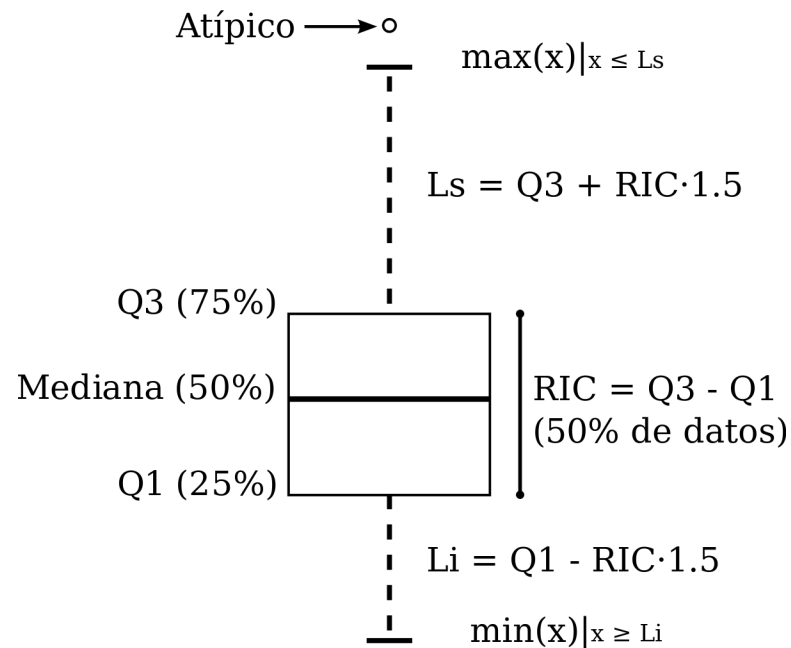 Atípico
max(x)|x ≤ Ls
Ls = Q3 + RIC·1.5
Q3 (75%)
Mediana (50%)
RIC = Q3 - Q1
(50% de datos)
Q1 (25%)
Li = Q1 - RIC·1.5
min(x)|x ≥ Li